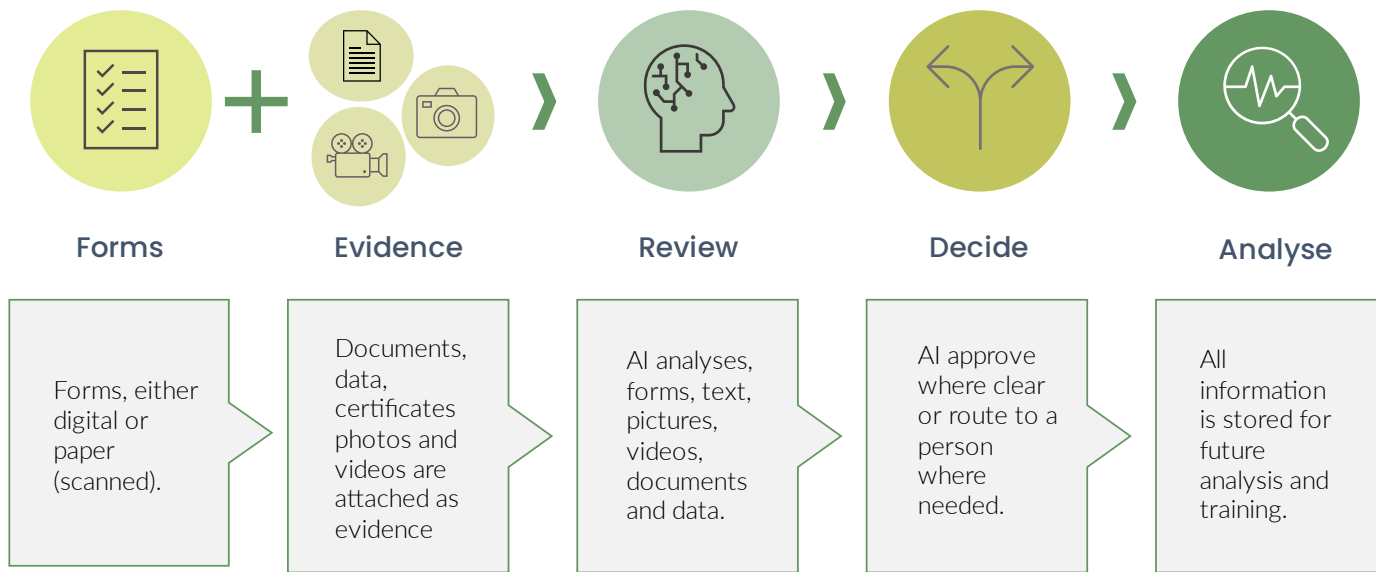 Forms
Evidence
Review
Decide
Analyse
Forms, either
digital or
paper
(scanned).
Documents,
data,
certificates
photos and
videos are
attached as
evidence
AI analyses,
forms, text,
pictures,
videos,
documents
and data.
AI approve
where clear
or route to a
person
where
needed.
All
information
is stored for
future
analysis and
training.